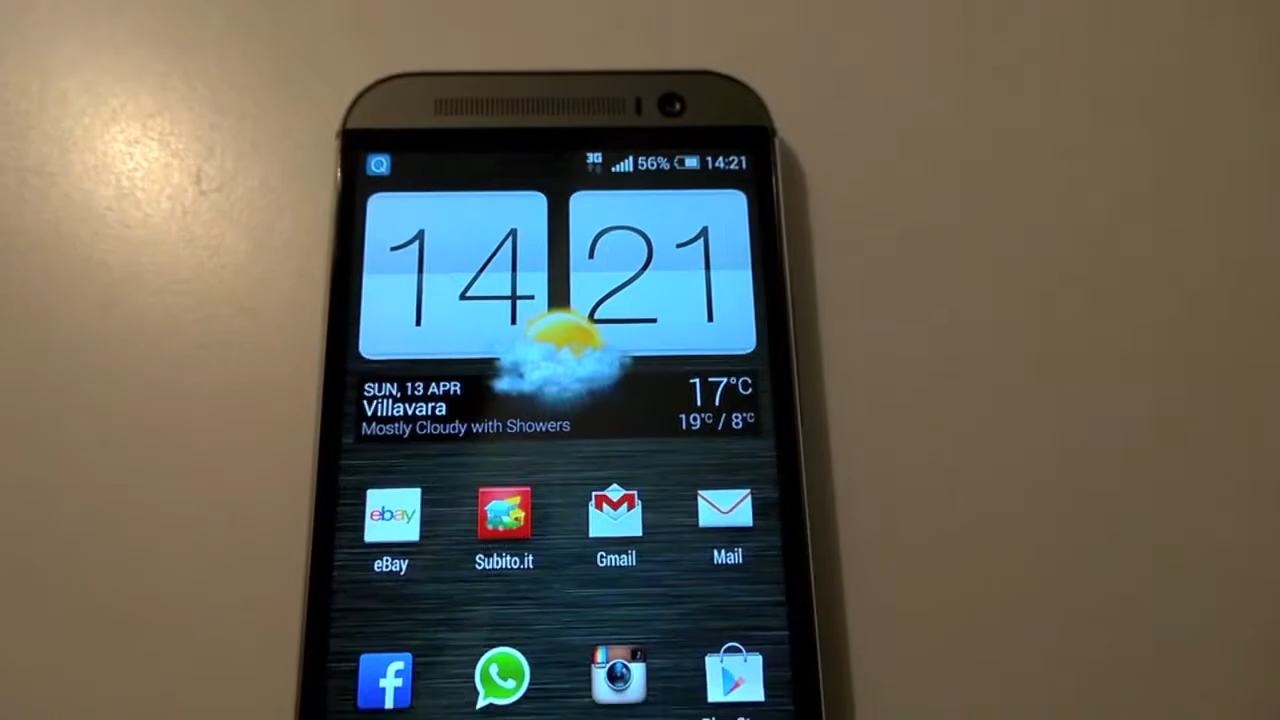 3G 56% 14:21
14 21
SUN, 13 APR 17°C
Villavara 19°C / 8°C
Mostly Cloudy with Showers
ebay
eBay Subito.it Gmail Mail